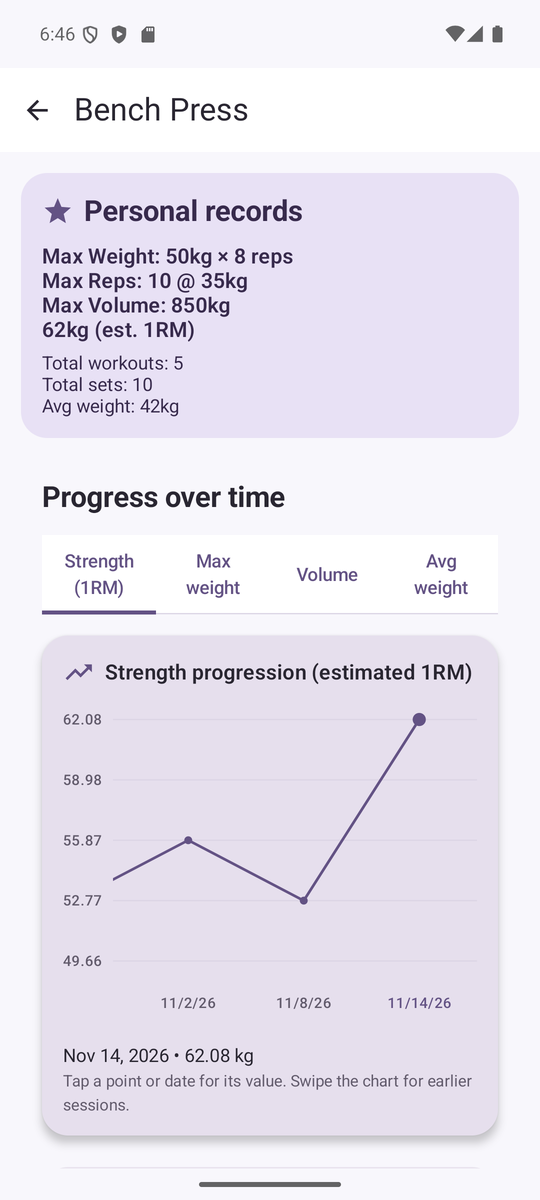 6:46
Bench Press
Personal records
Max Weight: 50kg × 8 reps
Max Reps: 10 @ 35kg
Max Volume: 850kg
62kg (est. 1RM)
Total workouts: 5
Total sets: 10
Avg weight: 42kg
Progress over time
Strength
(1RM)
Max
weight
Volume
Avg
weight
Strength progression (estimated 1RM)
62.08
58.98
55.87
52.77
49.66
11/2/26 11/8/26 11/14/26
Nov 14, 2026 • 62.08 kg
Tap a point or date for its value. Swipe the chart for earlier
sessions.